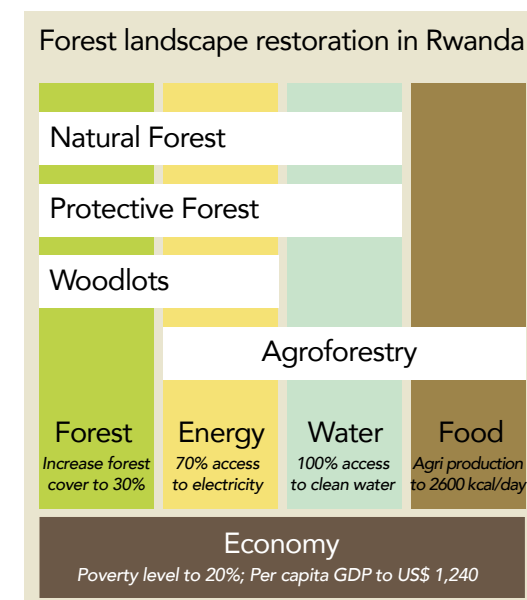 Forest landscape restoration in Rwanda
Natural Forest
Protective Forest
Woodlots
Agroforestry
Forest
Increase forest
cover to 30%
Energy
70% access
to electricity
Water
100% access
to clean water
Food
Agri production
to 2600 kcal/day
Economy
Poverty level to 20%; Per capita GDP to US$ 1,240